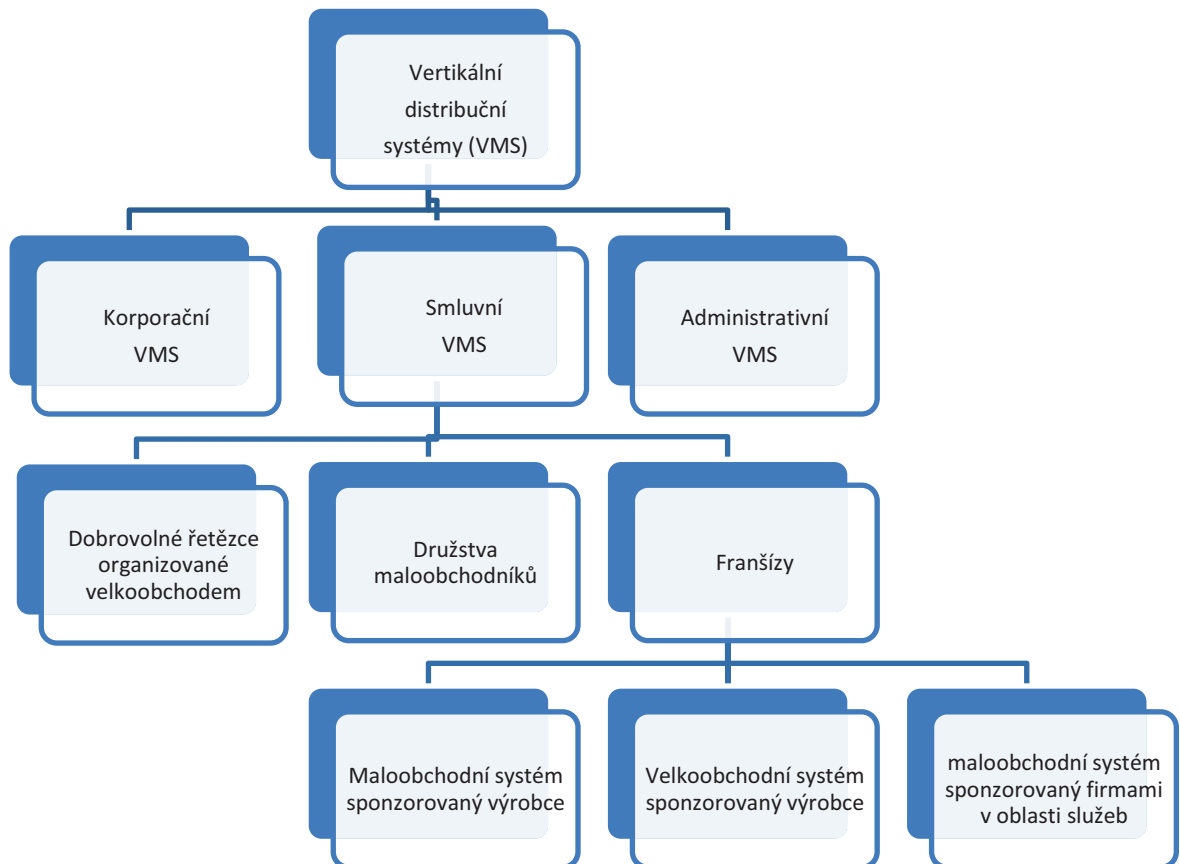 Vertikální
distribuční
systémy (VMS)
Korporační
VMS
Smluvní
VMS
Administrativní
VMS
Dobrovolné řetězce
organizované
velkoobchodem
Družstva
maloobchodníků
Franšízy
Maloobchodní systém
sponzorovaný výrobce
Velkoobchodní systém
sponzorovaný výrobce
maloobchodní systém
sponzorovaný firmami
v oblasti služeb